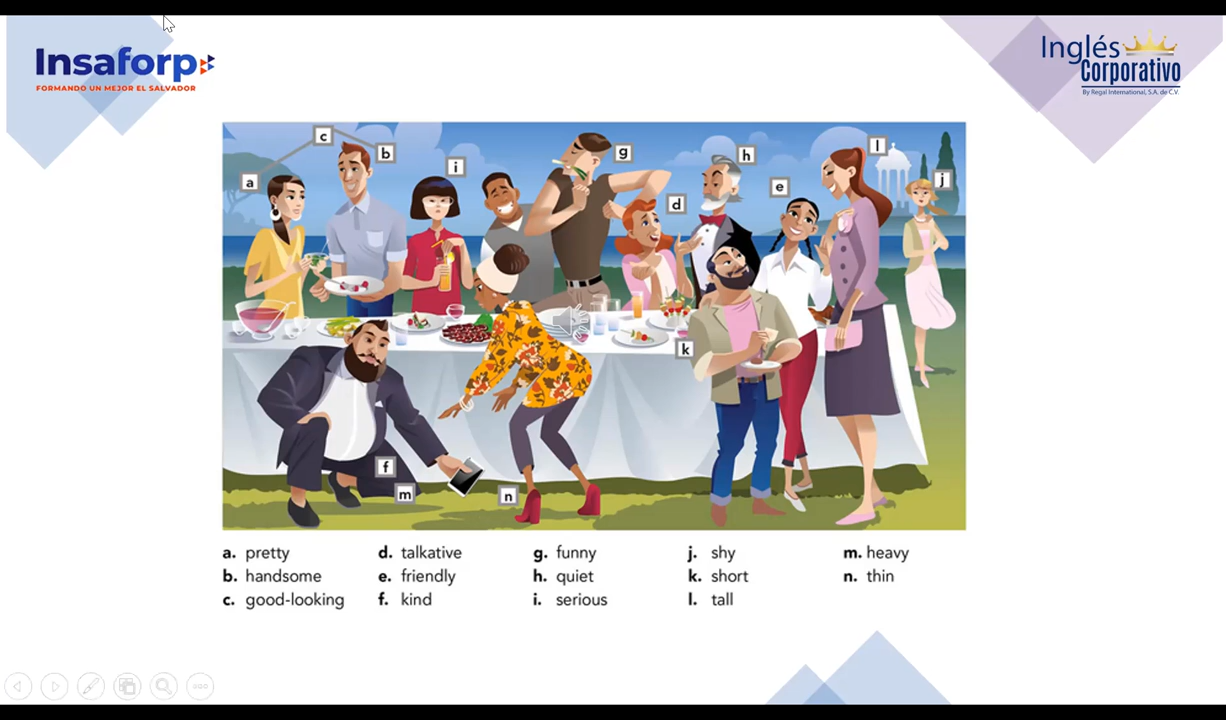 Insaforp
FORMANDO UN MEJOR EL SALVADOR
Inglés
Corporativo
By Regal International, S.A. de C.V.
c
b
a
i
g
h
d
e
l
j
k
f
m
n
a. pretty
b. handsome
c. good-looking
d. talkative
e. friendly
f. kind
g. funny
h. quiet
i. serious
j. shy
k. short
l. tall
m. heavy
n. thin